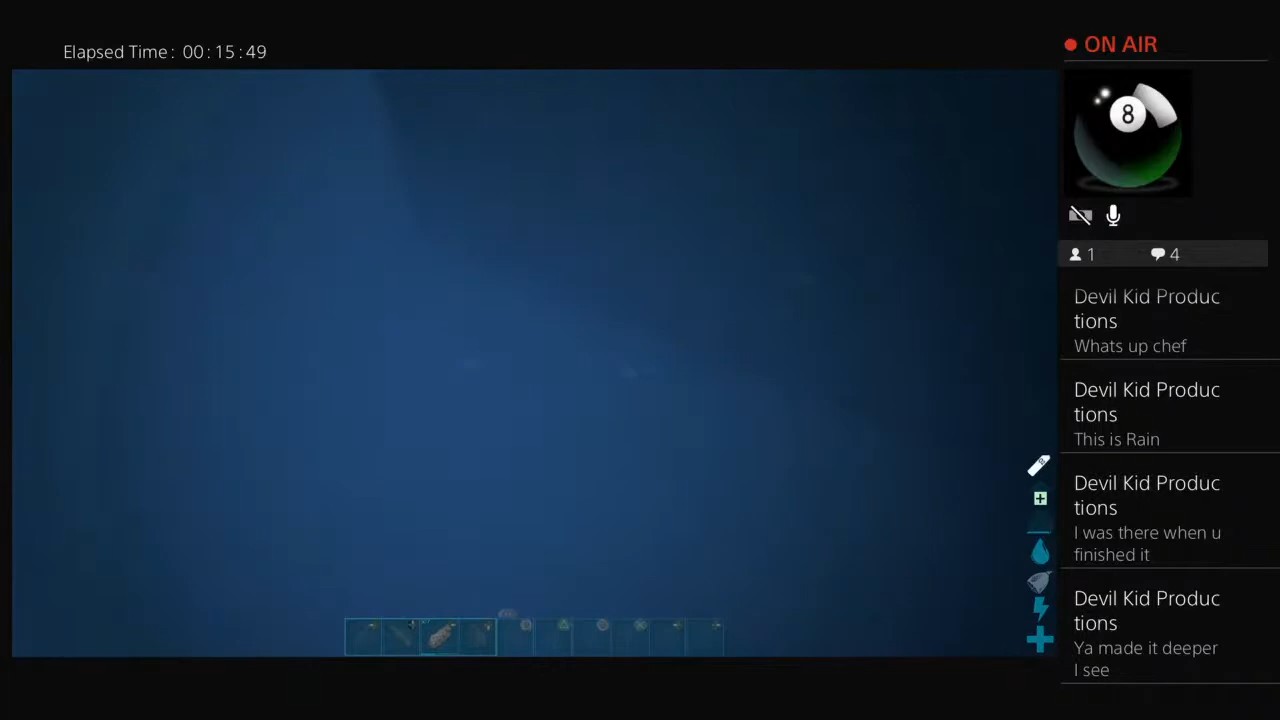 Elapsed Time: 00:15:49
ON AIR
8
1 4
Devil Kid Produc
tions
Whats up chef
Devil Kid Produc
tions
This is Rain
Devil Kid Produc
tions
I was there when u
finished it
Devil Kid Produc
tions
Ya made it deeper
I see